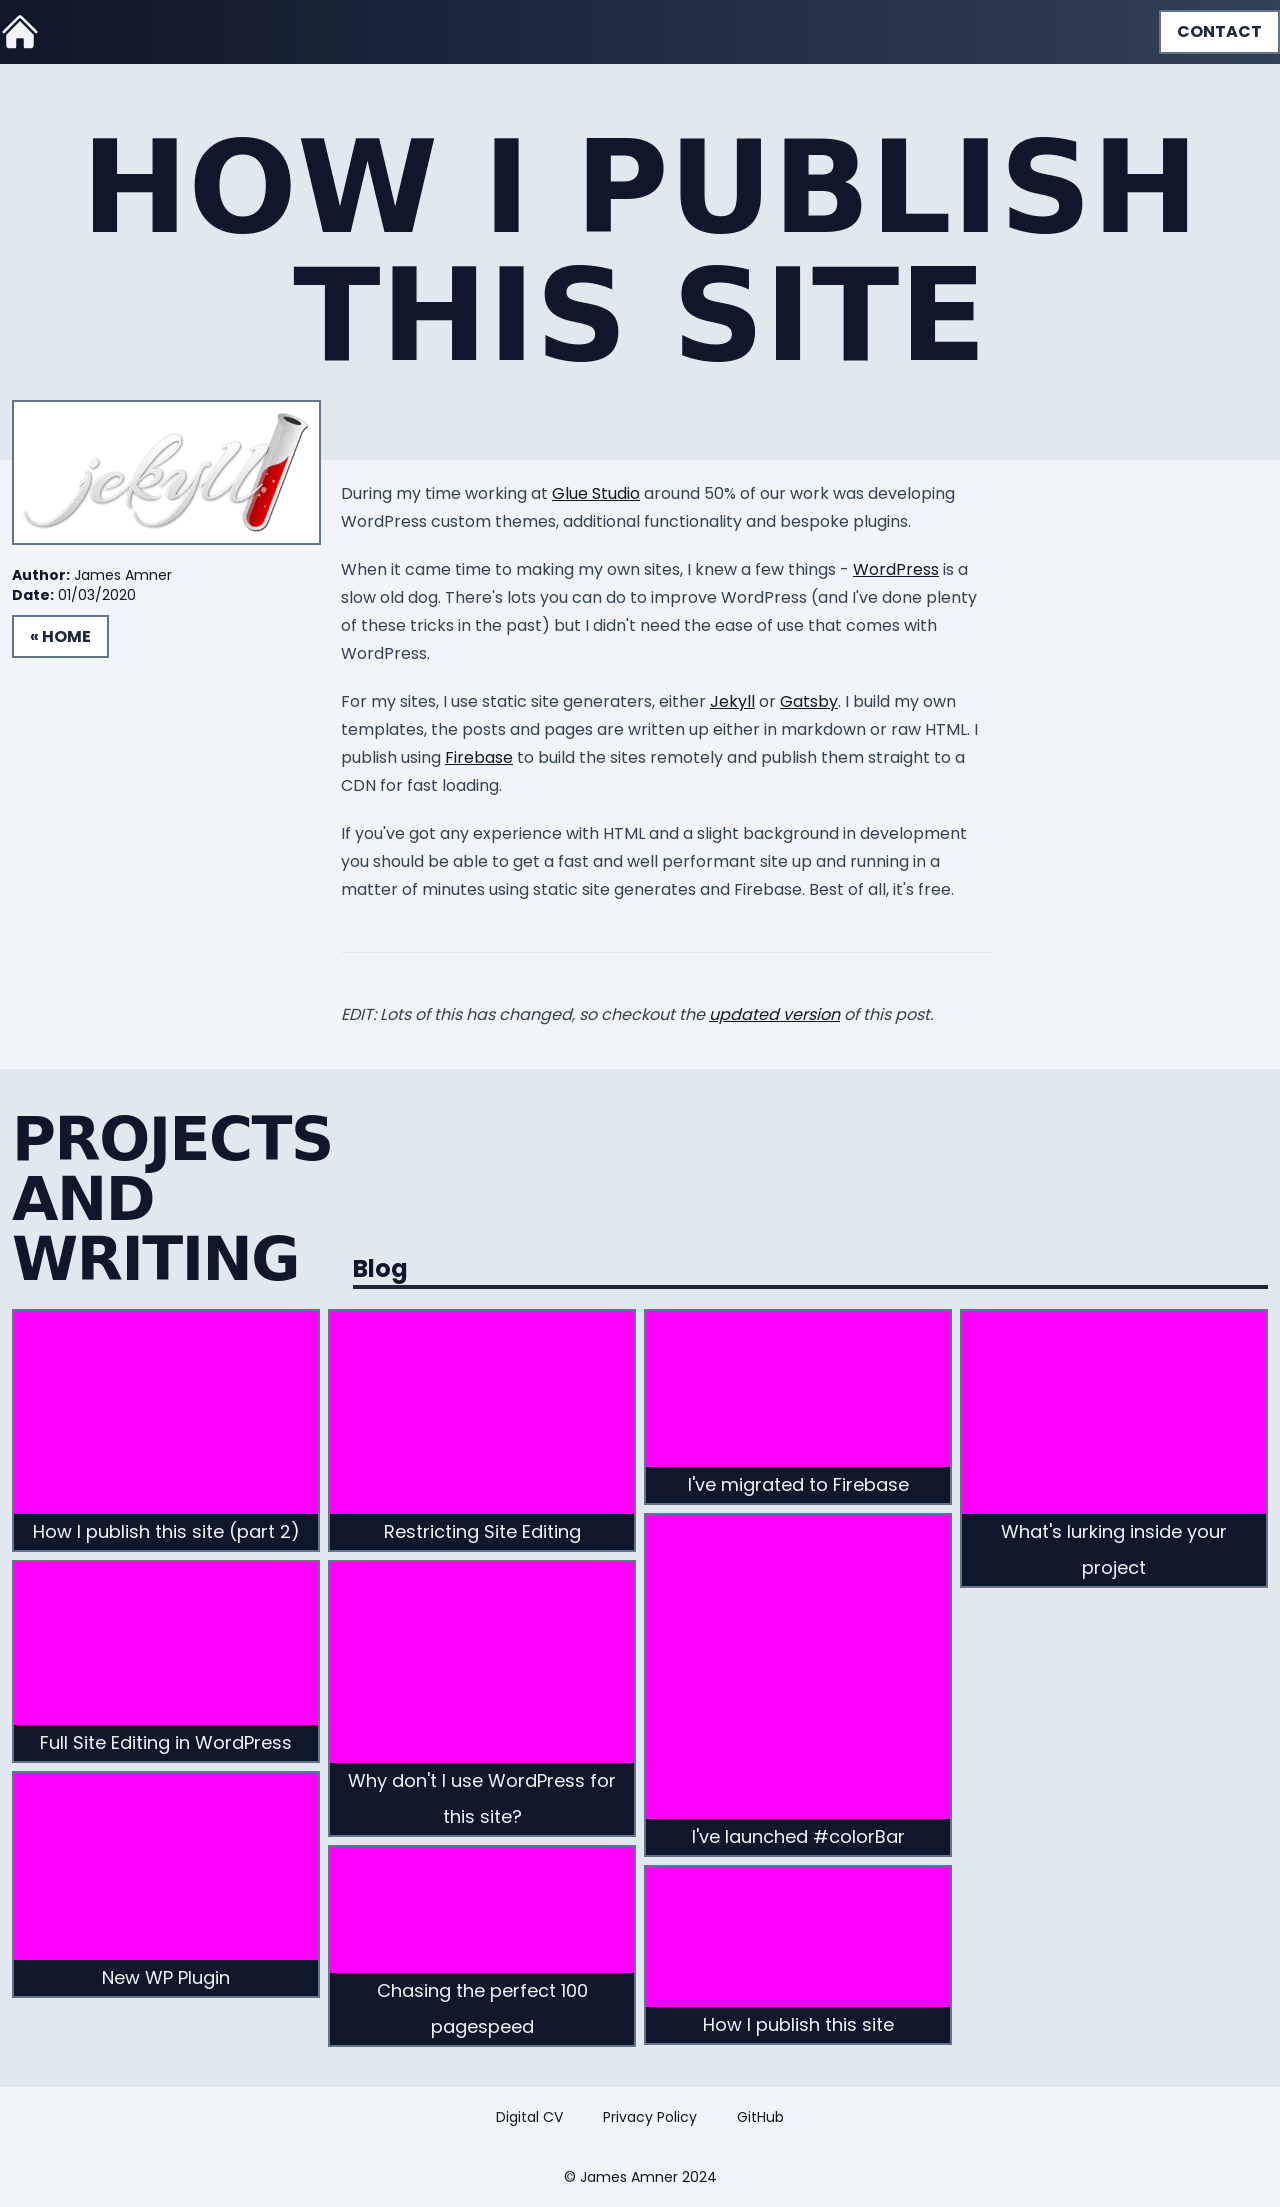 CONTACT
HOW I PUBLISH
THIS SITE
jekyll
Author: James Amner
Date: 01/03/2020
« HOME
During my time working at Glue Studio around 50% of our work was developing
WordPress custom themes, additional functionality and bespoke plugins.
When it came time to making my own sites, I knew a few things - WordPress is a
slow old dog. There's lots you can do to improve WordPress (and I've done plenty
of these tricks in the past) but I didn't need the ease of use that comes with
WordPress.
For my sites, I use static site generaters, either Jekyll or Gatsby. I build my own
templates, the posts and pages are written up either in markdown or raw HTML. I
publish using Firebase to build the sites remotely and publish them straight to a
CDN for fast loading.
If you've got any experience with HTML and a slight background in development
you should be able to get a fast and well performant site up and running in a
matter of minutes using static site generates and Firebase. Best of all, it's free.
EDIT: Lots of this has changed, so checkout the updated version of this post.
PROJECTS
AND
WRITING
Blog
How I publish this site (part 2)
Full Site Editing in WordPress
New WP Plugin
Restricting Site Editing
Why don't I use WordPress for
this site?
Chasing the perfect 100
pagespeed
I've migrated to Firebase
I've launched #colorBar
How I publish this site
What's lurking inside your
project
Digital CV
Privacy Policy
GitHub
© James Amner 2024